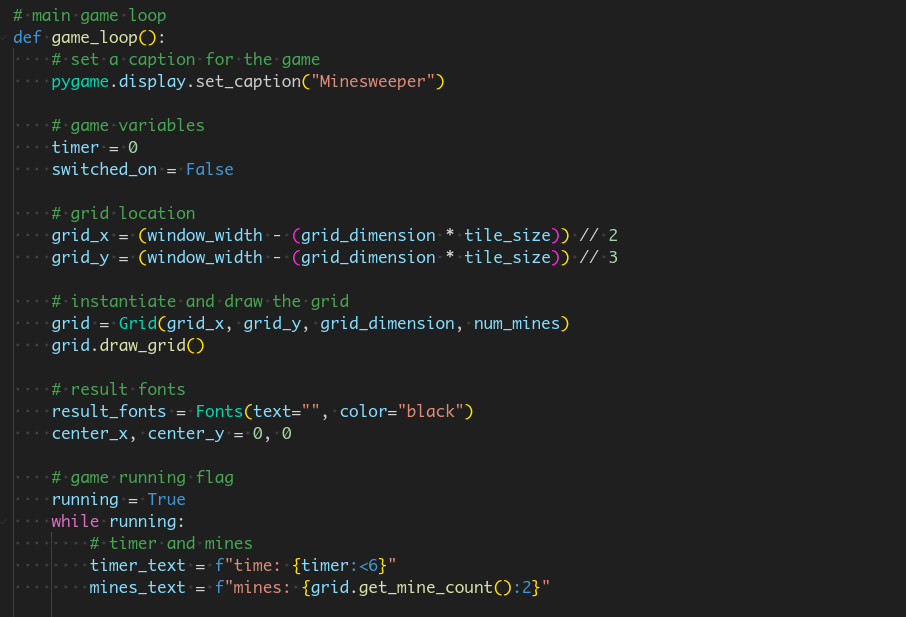 # main game loop
def game_loop():
    # set a caption for the game
    pygame.display.set_caption("Minesweeper")

    # game variables
    timer = 0
    switched_on = False

    # grid location
    grid_x = (window_width - (grid_dimension * tile_size)) // 2
    grid_y = (window_width - (grid_dimension * tile_size)) // 3

    # instantiate and draw the grid
    grid = Grid(grid_x, grid_y, grid_dimension, num_mines)
    grid.draw_grid()

    # result fonts
    result_fonts = Fonts(text="", color="black")
    center_x, center_y = 0, 0

    # game running flag
    running = True
    while running:
        # timer and mines
        timer_text = f"time: {timer:<6}"
        mines_text = f"mines: {grid.get_mine_count():2}"